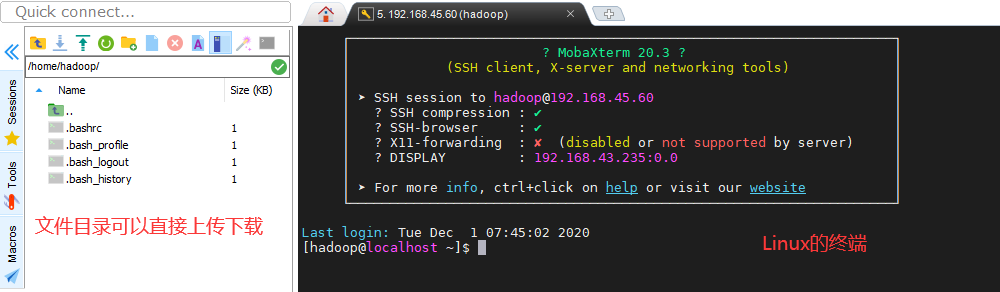 Quick connect...
5. 192.168.45.60 (hadoop)
/home/hadoop/
Name
Size (KB)
..
.bashrc
1
.bash_profile
1
.bash_logout
1
.bash_history
1
Sessions
Tools
Macros
文件目录可以直接上传下载
? MobaXterm 20.3 ?
(SSH client, X-server and networking tools)
➤ SSH session to hadoop@192.168.45.60
? SSH compression : ✔
? SSH-browser : ✔
? X11-forwarding : ✘ (disabled or not supported by server)
? DISPLAY : 192.168.43.235:0.0
➤ For more info, ctrl+click on help or visit our website
Last login: Tue Dec  1 07:45:02 2020
[hadoop@localhost ~]$
Linux的终端